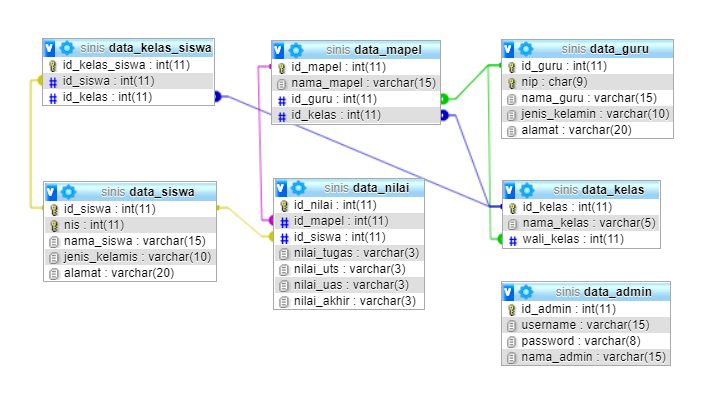 sinis data_kelas_siswa
id_kelas_siswa : int(11)
id_siswa : int(11)
id_kelas : int(11)
sinis data_mapel
id_mapel : int(11)
nama_mapel : varchar(15)
id_guru : int(11)
id_kelas : int(11)
sinis data_guru
id_guru : int(11)
nip : char(9)
nama_guru : varchar(15)
jenis_kelamin : varchar(10)
alamat : varchar(20)
sinis data_siswa
id_siswa : int(11)
nis : int(11)
nama_siswa : varchar(15)
jenis_kelamis : varchar(10)
alamat : varchar(20)
sinis data_nilai
id_nilai : int(11)
id_mapel : int(11)
id_siswa : int(11)
nilai_tugas : varchar(3)
nilai_uts : varchar(3)
nilai_uas : varchar(3)
nilai_akhir : varchar(3)
sinis data_kelas
id_kelas : int(11)
nama_kelas : varchar(5)
wali_kelas : int(11)
sinis data_admin
id_admin : int(11)
username : varchar(15)
password : varchar(8)
nama_admin : varchar(15)